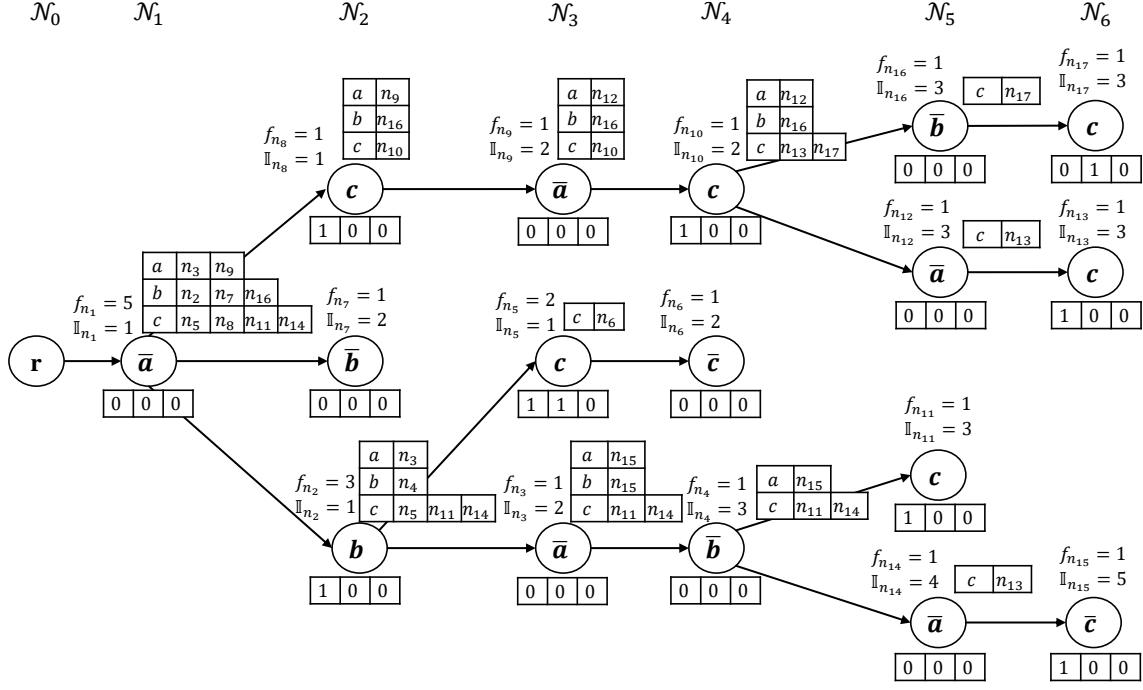 𝒩₀ 𝒩₁ 𝒩₂ 𝒩₃ 𝒩₄ 𝒩₅ 𝒩₆
f_{n₈} = 1
𝕀_{n₈} = 1
a n₉
b n₁₆
c n₁₀
c
1 0 0
f_{n₉} = 1
𝕀_{n₉} = 2
a n₁₂
b n₁₆
c n₁₀
a̅
0 0 0
f_{n₁₀} = 1
𝕀_{n₁₀} = 2
a n₁₂
b n₁₆
c n₁₃ n₁₇
c
1 0 0
f_{n₁₆} = 1
𝕀_{n₁₆} = 3
c n₁₇
b̅
0 0 0
f_{n₁₇} = 1
𝕀_{n₁₇} = 3
c
0 1 0
f_{n₁₂} = 1
𝕀_{n₁₂} = 3
c n₁₃
a̅
0 0 0
f_{n₁₃} = 1
𝕀_{n₁₃} = 3
c
1 0 0
r
f_{n₁} = 5
𝕀_{n₁} = 1
a n₃ n₉
b n₂ n₇ n₁₆
c n₅ n₈ n₁₁ n₁₄
a̅
0 0 0
f_{n₇} = 1
𝕀_{n₇} = 2
b̅
0 0 0
f_{n₅} = 2
𝕀_{n₅} = 1
c n₆
c
1 1 0
f_{n₆} = 1
𝕀_{n₆} = 2
c̅
0 0 0
f_{n₂} = 3
𝕀_{n₂} = 1
a n₃
b n₄
c n₅ n₁₁ n₁₄
b
1 0 0
f_{n₃} = 1
𝕀_{n₃} = 2
a n₁₅
b n₁₅
c n₁₁ n₁₄
a̅
0 0 0
f_{n₄} = 1
𝕀_{n₄} = 3
a n₁₅
c n₁₁ n₁₄
b̅
0 0 0
f_{n₁₁} = 1
𝕀_{n₁₁} = 3
c
1 0 0
f_{n₁₄} = 1
𝕀_{n₁₄} = 4
c n₁₃
a̅
0 0 0
f_{n₁₅} = 1
𝕀_{n₁₅} = 5
c̅
1 0 0